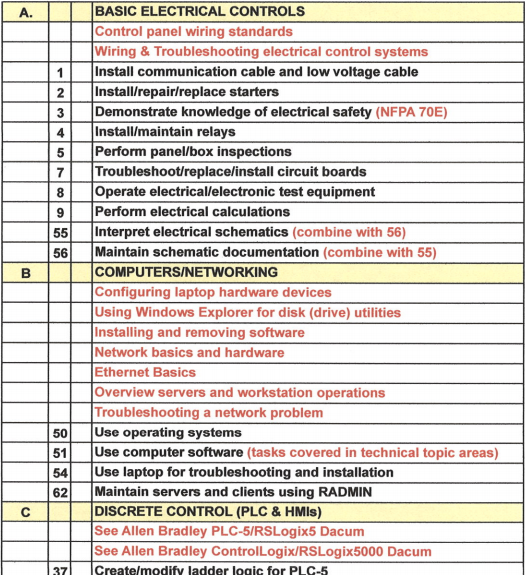 A. BASIC ELECTRICAL CONTROLS
Control panel wiring standards
Wiring & Troubleshooting electrical control systems
1 Install communication cable and low voltage cable
2 Install/repair/replace starters
3 Demonstrate knowledge of electrical safety (NFPA 70E)
4 Install/maintain relays
5 Perform panel/box inspections
7 Troubleshoot/replace/install circuit boards
8 Operate electrical/electronic test equipment
9 Perform electrical calculations
55 Interpret electrical schematics (combine with 56)
56 Maintain schematic documentation (combine with 55)
B COMPUTERS/NETWORKING
Configuring laptop hardware devices
Using Windows Explorer for disk (drive) utilities
Installing and removing software
Network basics and hardware
Ethernet Basics
Overview servers and workstation operations
Troubleshooting a network problem
50 Use operating systems
51 Use computer software (tasks covered in technical topic areas)
54 Use laptop for troubleshooting and installation
62 Maintain servers and clients using RADMIN
C DISCRETE CONTROL (PLC & HMIs)
See Allen Bradley PLC-5/RSLogix5 Dacum
See Allen Bradley ControlLogix/RSLogix5000 Dacum
37 Create/modify ladder logic for PLC-5